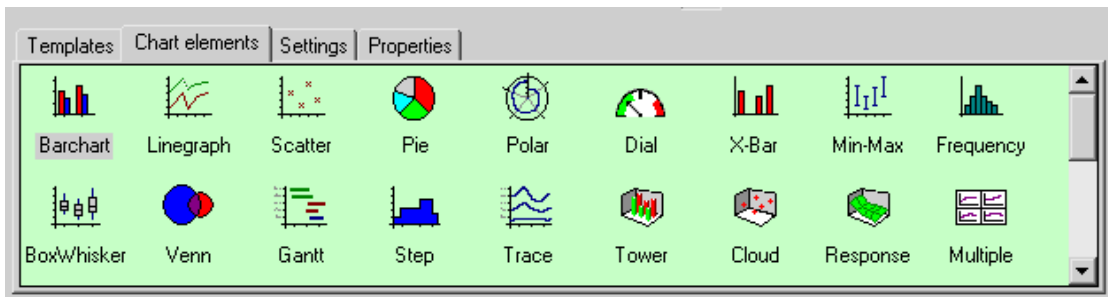 Templates Chart elements Settings Properties
Barchart Linegraph Scatter Pie Polar Dial X-Bar Min-Max Frequency
BoxWhisker Venn Gantt Step Trace Tower Cloud Response Multiple